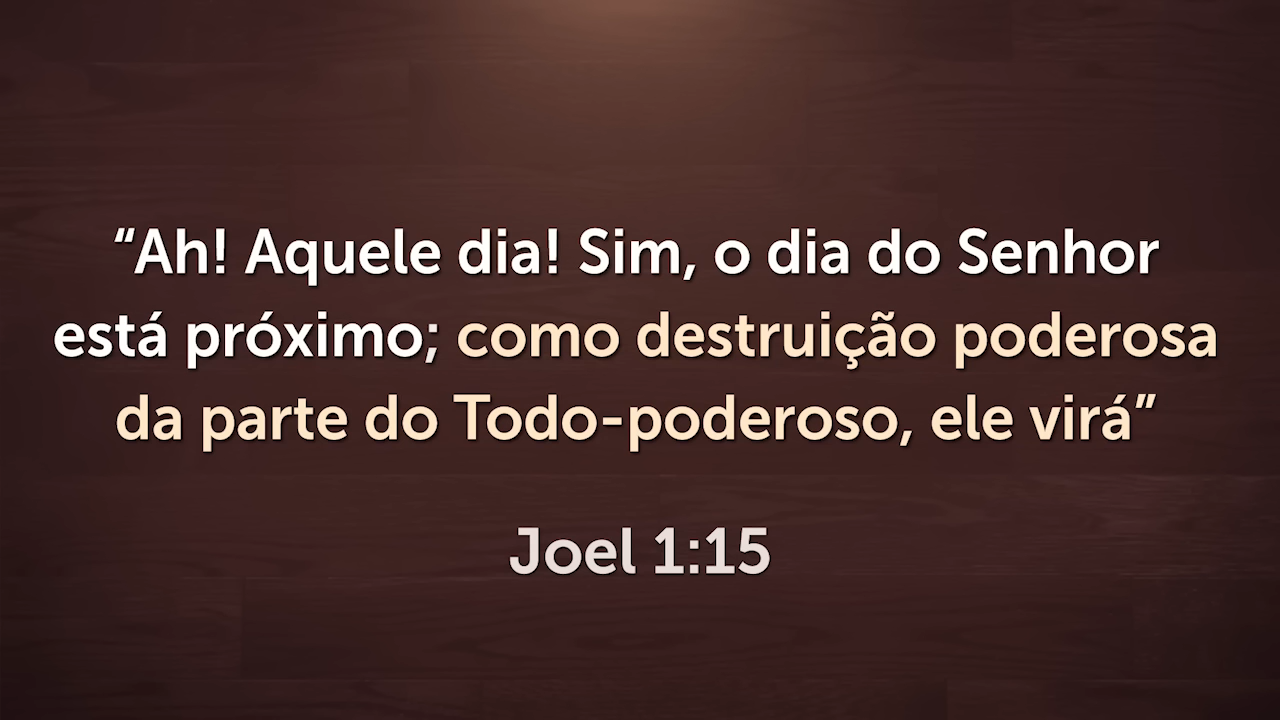 “Ah! Aquele dia! Sim, o dia do Senhor
está próximo; como destruição poderosa
da parte do Todo-poderoso, ele virá”
Joel 1:15